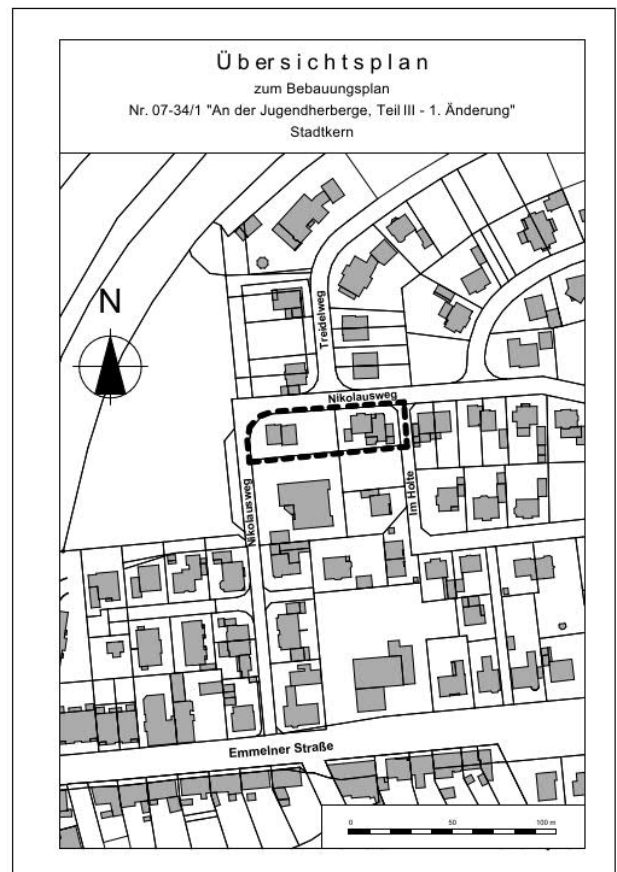 Übersichtsplan
zum Bebauungsplan
Nr. 07-34/1 "An der Jugendherberge, Teil III - 1. Änderung"
Stadtkern
N
Treidelweg
Nikolausweg
Nikolausweg
Im Holte
Emmelner Straße
0 50 100 m